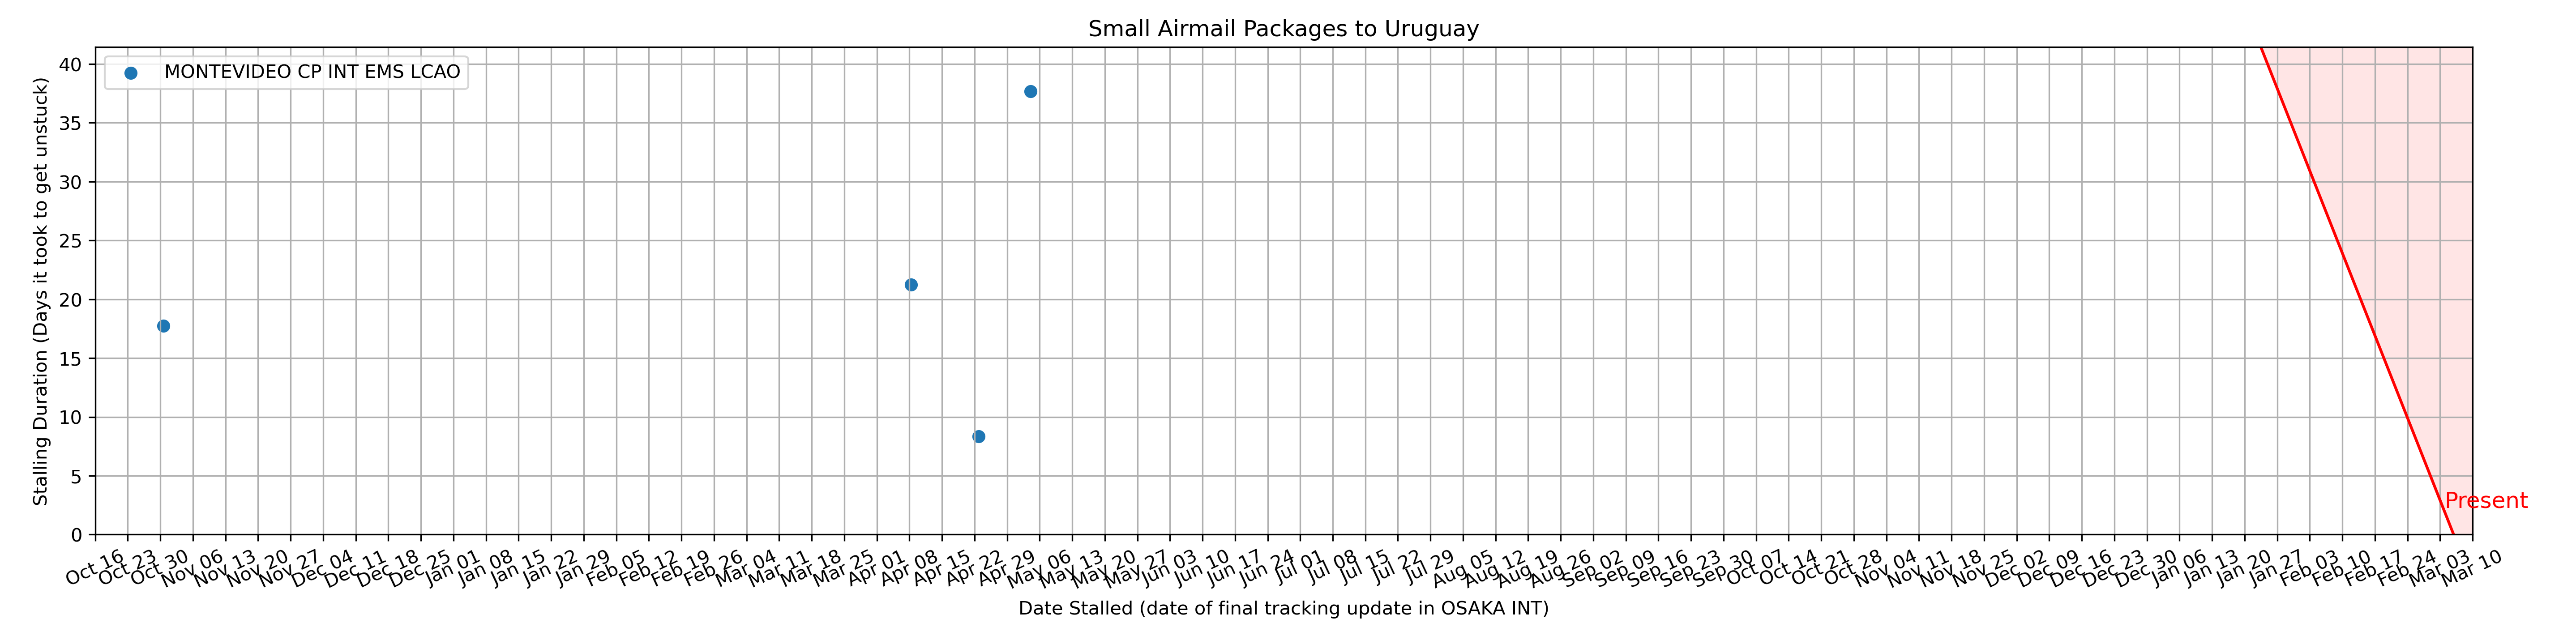 Small Airmail Packages to Uruguay
MONTEVIDEO CP INT EMS LCAO
Stalling Duration (Days it took to get unstuck)
40
35
30
25
20
15
10
5
0
Present
Oct 16
Oct 23
Oct 30
Nov 06
Nov 13
Nov 20
Nov 27
Dec 04
Dec 11
Dec 18
Dec 25
Jan 01
Jan 08
Jan 15
Jan 22
Jan 29
Feb 05
Feb 12
Feb 19
Feb 26
Mar 04
Mar 11
Mar 18
Mar 25
Apr 01
Apr 08
Apr 15
Apr 22
Apr 29
May 06
May 13
May 20
May 27
Jun 03
Jun 10
Jun 17
Jun 24
Jul 01
Jul 08
Jul 15
Jul 22
Jul 29
Aug 05
Aug 12
Aug 19
Aug 26
Sep 02
Sep 09
Sep 16
Sep 23
Sep 30
Oct 07
Oct 14
Oct 21
Oct 28
Nov 04
Nov 11
Nov 18
Nov 25
Dec 02
Dec 09
Dec 16
Dec 23
Dec 30
Jan 06
Jan 13
Jan 20
Jan 27
Feb 03
Feb 10
Feb 17
Feb 24
Mar 03
Mar 10
Date Stalled (date of final tracking update in OSAKA INT)